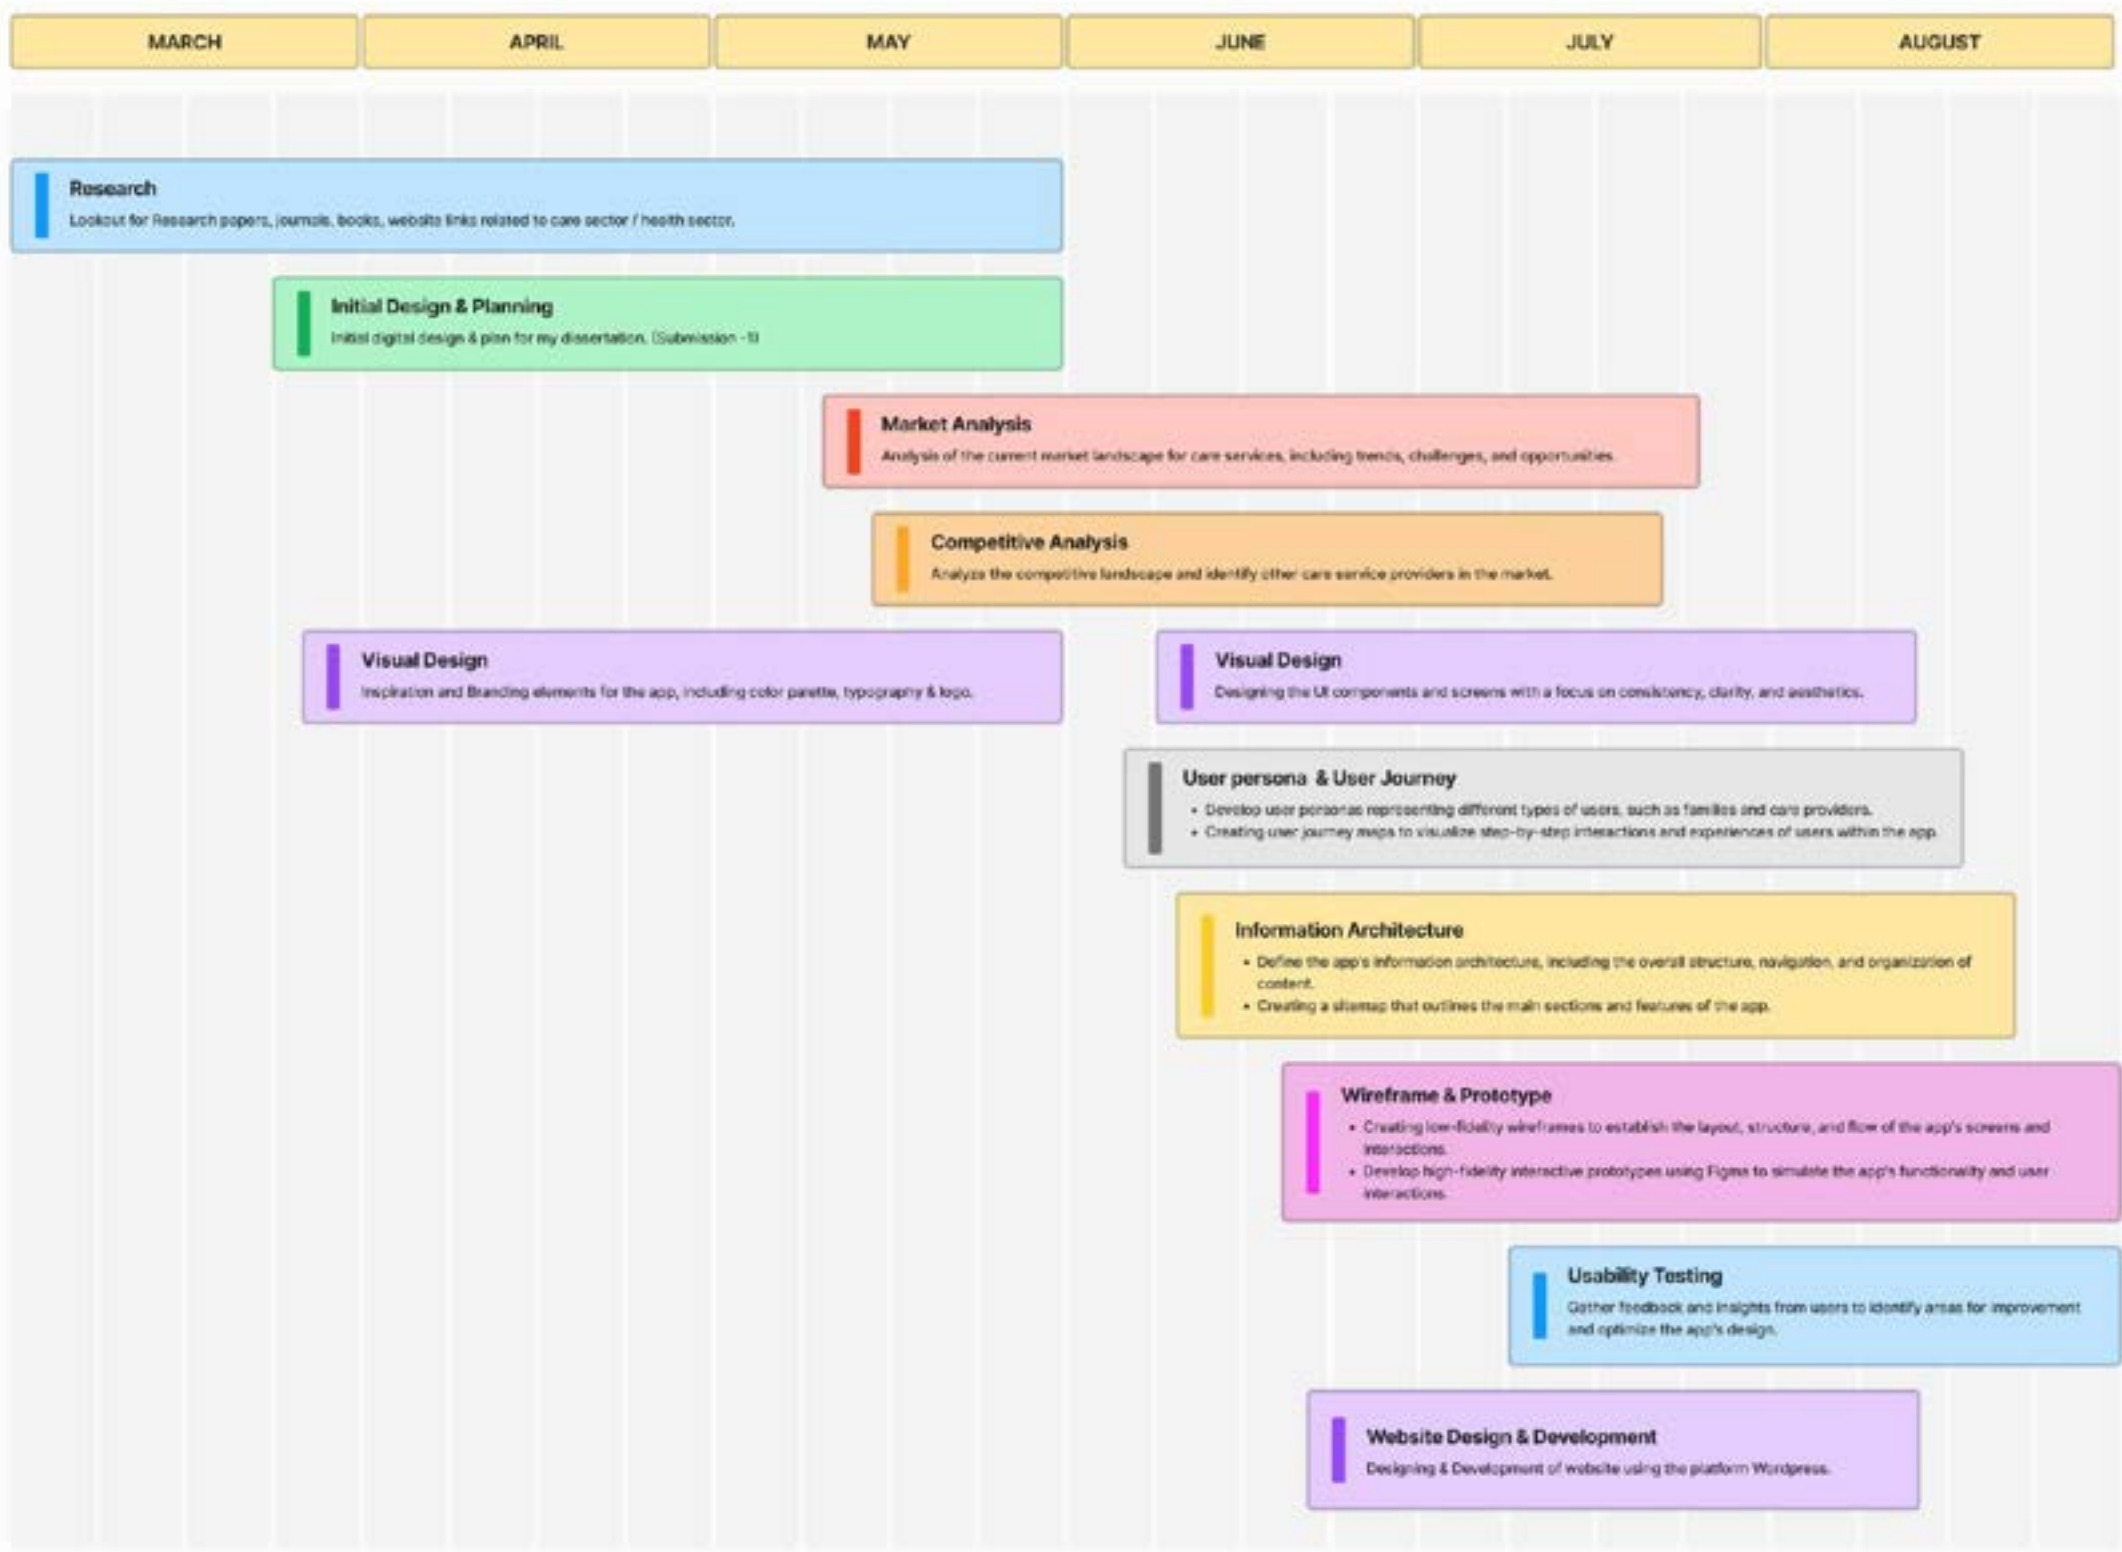 MARCH
APRIL
MAY
JUNE
JULY
AUGUST
Research
Lookout for Research papers, journals, books, website links related to care sector / health sector.
Initial Design & Planning
Initial digital design & plan for my dissertation. (Submission -1)
Market Analysis
Analysis of the current market landscape for care services, including trends, challenges, and opportunities.
Competitive Analysis
Analyze the competitive landscape and identify other care service providers in the market.
Visual Design
Inspiration and Branding elements for the app, including color palette, typography & logo.
Visual Design
Designing the UI components and screens with a focus on consistency, clarity, and aesthetics.
User persona & User Journey
• Develop user personas representing different types of users, such as families and care providers.
• Creating user journey maps to visualize step-by-step interactions and experiences of users within the app.
Information Architecture
• Define the app's information architecture, including the overall structure, navigation, and organization of
content.
• Creating a sitemap that outlines the main sections and features of the app.
Wireframe & Prototype
• Creating low-fidelity wireframes to establish the layout, structure, and flow of the app's screens and
interactions.
• Develop high-fidelity interactive prototypes using Figma to simulate the app's functionality and user
interactions.
Usability Testing
Gather feedback and insights from users to identify areas for improvement
and optimize the app's design.
Website Design & Development
Designing & Development of website using the platform Wordpress.